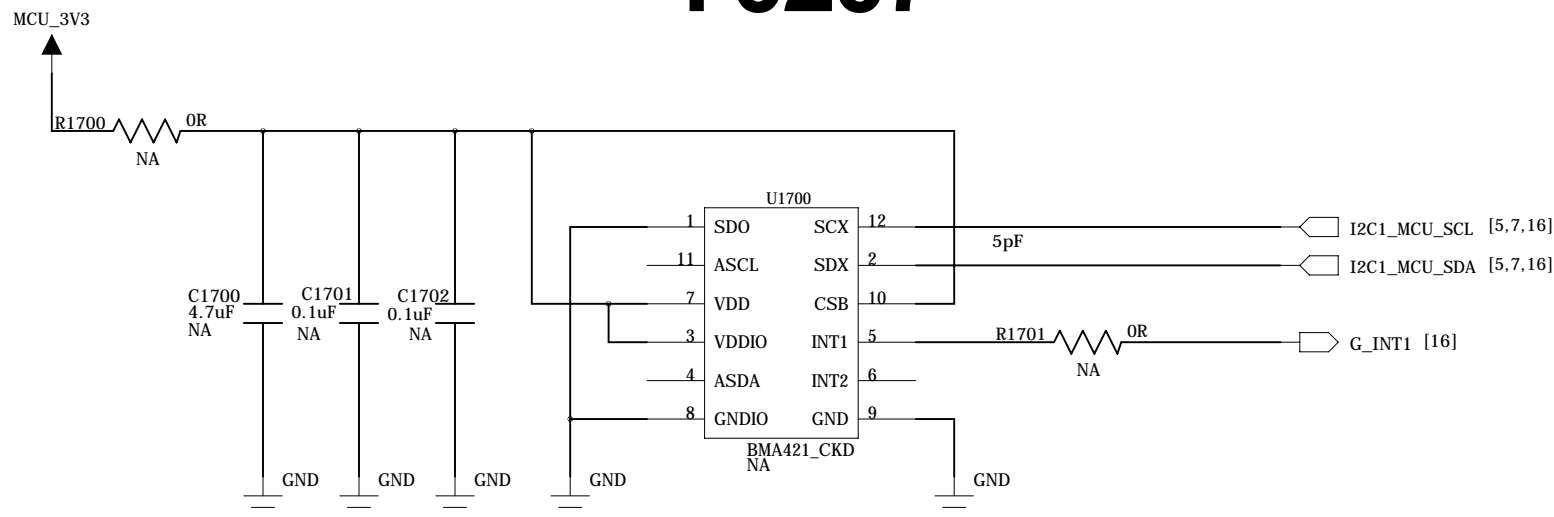 MCU_3V3
R1700 0R
NA
U1700
1 SDO SCX 12
5pF
I2C1_MCU_SCL [5,7,16]
11 ASCL SDX 2
I2C1_MCU_SDA [5,7,16]
C1700
4.7uF
NA
C1701
0.1uF
NA
C1702
0.1uF
NA
7 VDD CSB 10
3 VDDIO INT1 5
R1701 0R
NA
G_INT1 [16]
4 ASDA INT2 6
8 GNDIO GND 9
BMA421_CKD
NA
GND
GND
GND
GND
GND